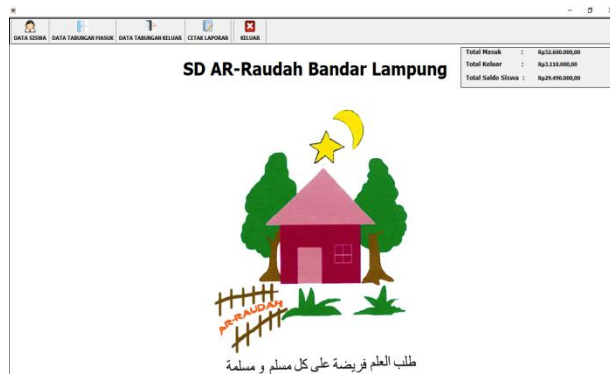 DATA SISWA DATA TABUNGAN MASUK DATA TABUNGAN KELUAR CETAK LAPORAN KELUAR
Total Masuk : Rp32.600.000,00
Total Keluar : Rp3.110.000,00
Total Saldo Siswa : Rp29.490.000,00
SD AR-Raudah Bandar Lampung
AR-RAUDAH
طلب العلم فريضة على كل مسلم و مسلمة